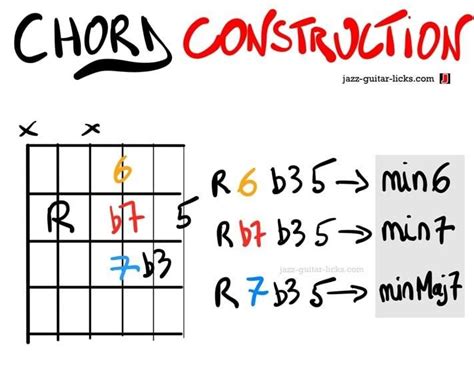 CHORD CONSTRUCTION
jazz-guitar-licks.com
x x
6
R 6 b3 5 → min6
R b7 5
R b7 b3 5 → min7
7 b3
jazz-guitar-licks.com
R 7 b3 5 → minMaj7